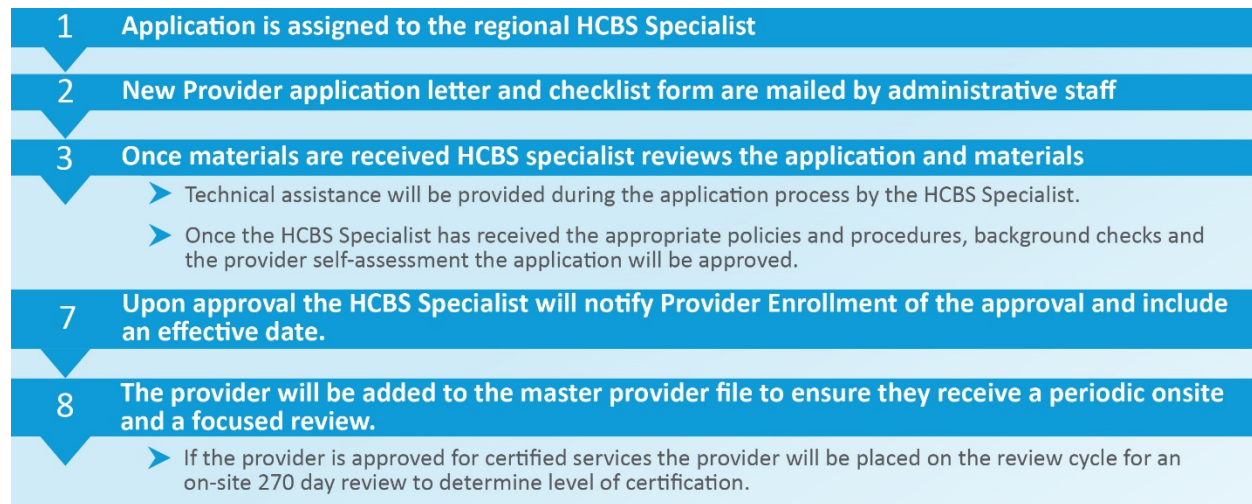 1 Application is assigned to the regional HCBS Specialist
2 New Provider application letter and checklist form are mailed by administrative staff
3 Once materials are received HCBS specialist reviews the application and materials
Technical assistance will be provided during the application process by the HCBS Specialist.
Once the HCBS Specialist has received the appropriate policies and procedures, background checks and
the provider self-assessment the application will be approved.
7 Upon approval the HCBS Specialist will notify Provider Enrollment of the approval and include
an effective date.
8 The provider will be added to the master provider file to ensure they receive a periodic onsite
and a focused review.
If the provider is approved for certified services the provider will be placed on the review cycle for an
on-site 270 day review to determine level of certification.